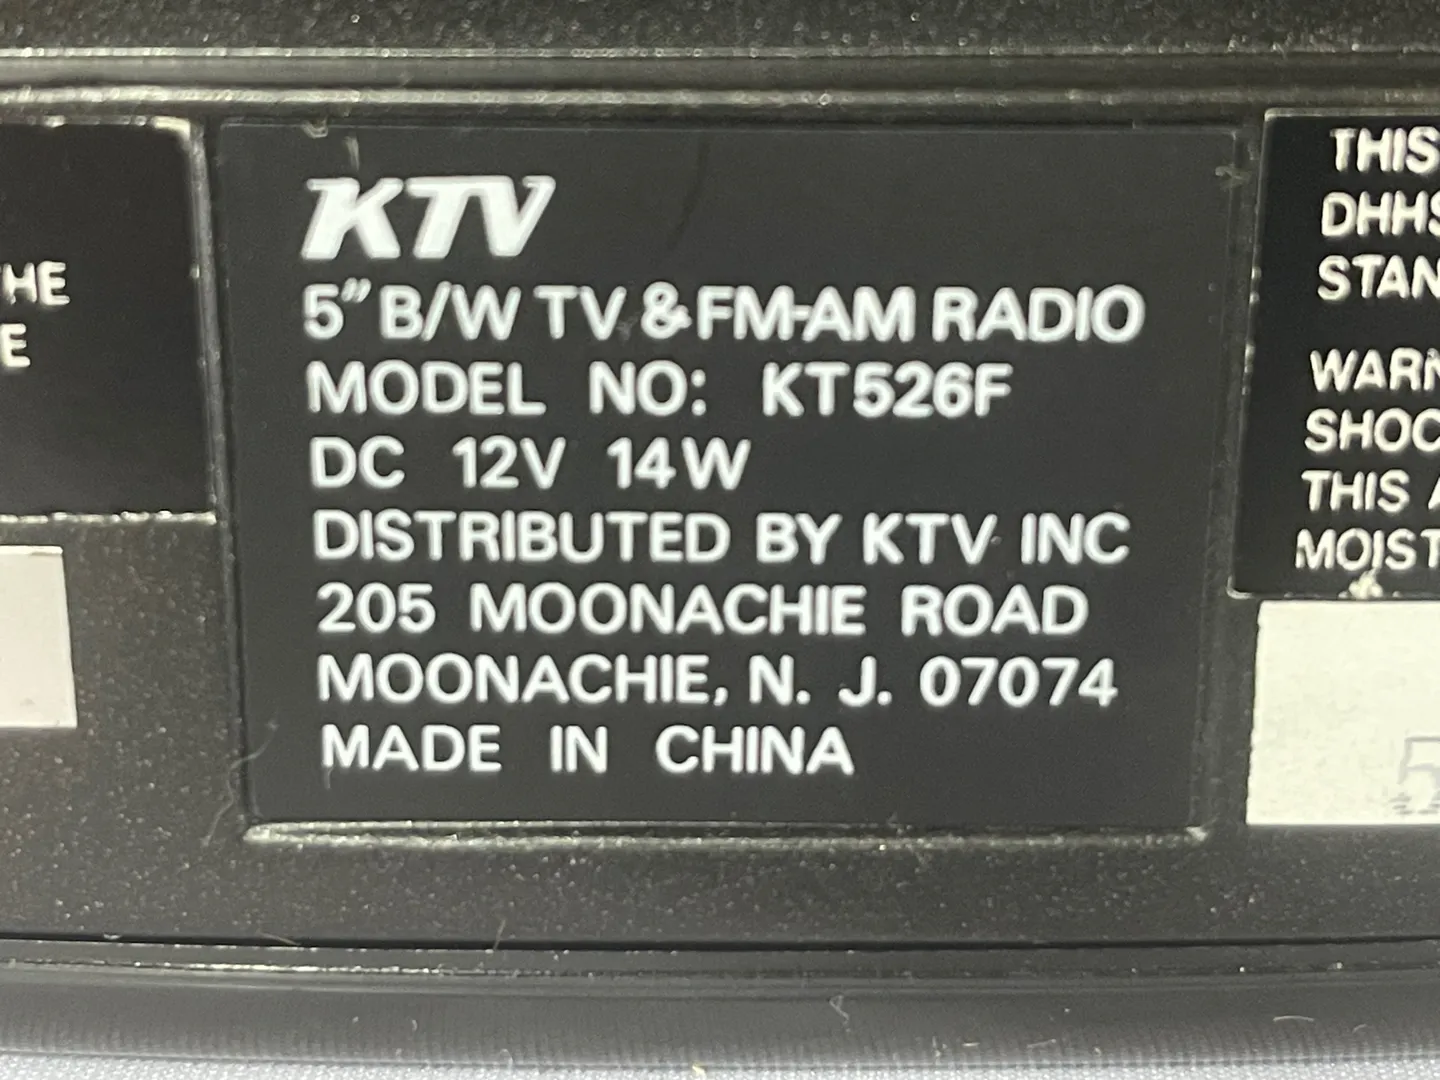 HE
E
KTV
5" B/W TV & FM-AM RADIO
MODEL NO: KT526F
DC 12V 14W
DISTRIBUTED BY KTV INC
205 MOONACHIE ROAD
MOONACHIE, N. J. 07074
MADE IN CHINA
THIS
DHHS
STAN
WARN
SHOC
THIS A
MOIST
5